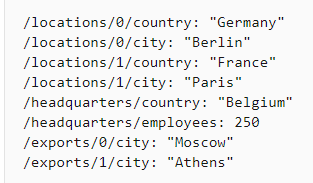 /locations/0/country: "Germany"
/locations/0/city: "Berlin"
/locations/1/country: "France"
/locations/1/city: "Paris"
/headquarters/country: "Belgium"
/headquarters/employees: 250
/exports/0/city: "Moscow"
/exports/1/city: "Athens"